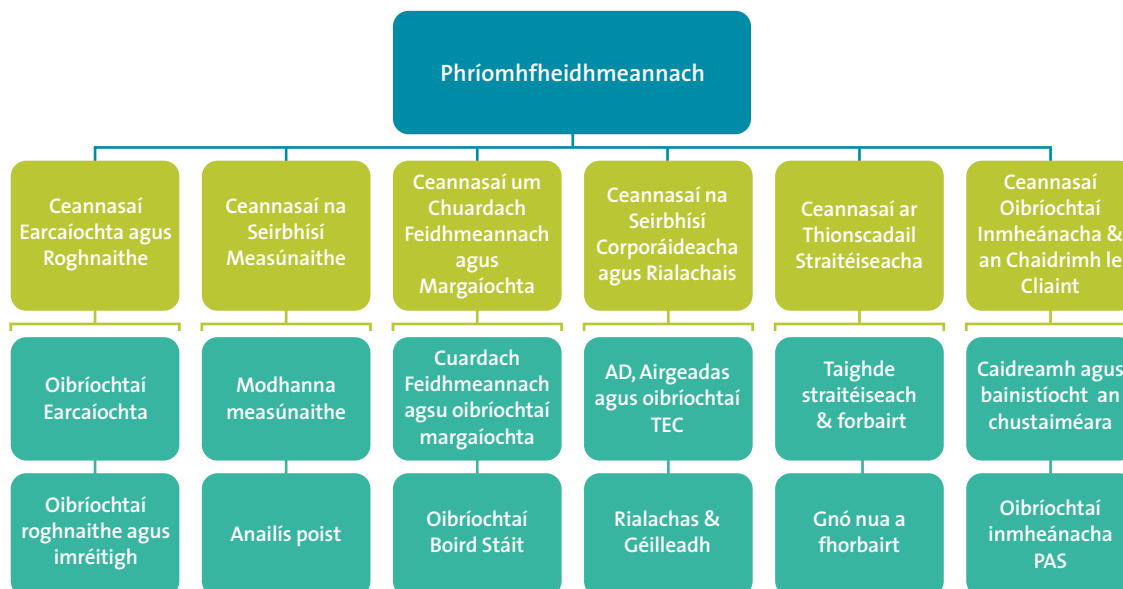 Phríomhfheidhmeannach
Ceannasaí
Earcaíochta agus
Roghnaithe
Ceannasaí na
Seirbhísí
Measúnaithe
Ceannasaí um
Chuardach
Feidhmeannach
agus
Margaíochta
Ceannasaí na
Seirbhísí
Corporáideacha
agus Rialachais
Ceannasaí ar
Thionscadail
Straitéiseacha
Ceannasaí
Oibríochtaí
Inmheánacha &
an Chaidrimh le
Cliaint
Oibríochtaí
Earcaíochta
Modhanna
measúnaithe
Cuardach
Feidhmeannach
agsu oibríochtaí
margaíochta
AD, Airgeadas
agus oibríochtaí
TEC
Taighde
straitéiseach
& forbairt
Caidreamh agus
bainistíocht an
chustaiméara
Oibríochtaí
roghnaithe agus
imréitigh
Anailís poist
Oibríochtaí
Boird Stáit
Rialachas &
Géilleadh
Gnó nua a
fhorbairt
Oibríochtaí
inmheánacha
PAS